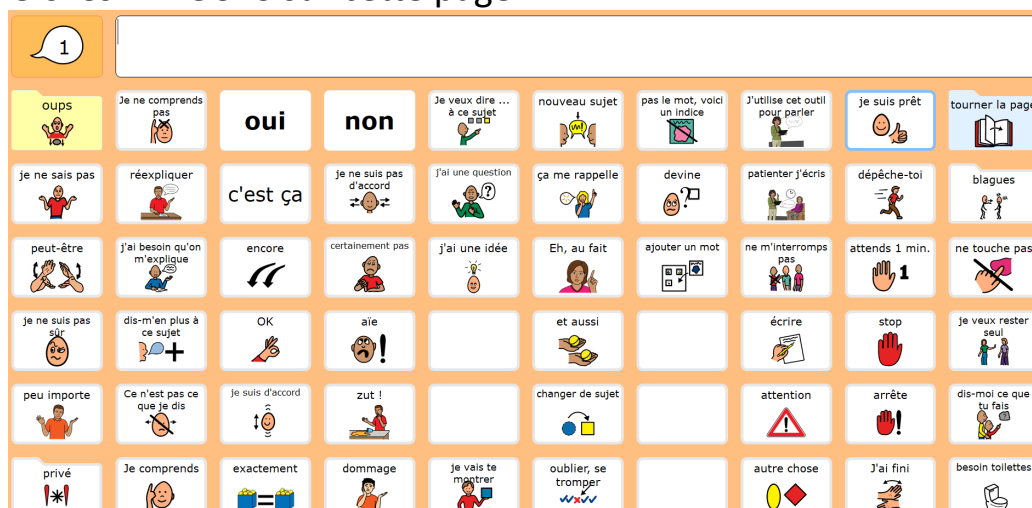 1
oups
Je ne comprends
pas
oui
non
Je veux dire ...
à ce sujet
nouveau sujet
pas le mot, voici
un indice
J'utilise cet outil
pour parler
je suis prêt
tourner la page
je ne sais pas
réexpliquer
c'est ça
je ne suis pas
d'accord
j'ai une question
ça me rappelle
devine
patienter j'écris
dépêche-toi
blagues
peut-être
j'ai besoin qu'on
m'explique
encore
certainement pas
j'ai une idée
Eh, au fait
ajouter un mot
ne m'interromps
pas
attends 1 min.
1
ne touche pas
je ne suis pas
sûr
dis-m'en plus à
ce sujet
OK
aïe
et aussi
écrire
stop
je veux rester
seul
peu importe
Ce n'est pas ce
que je dis
je suis d'accord
zut !
changer de sujet
attention
arrête
dis-moi ce que
tu fais
privé
Je comprends
exactement
dommage
je vais te
montrer
oublier, se
tromper
autre chose
J'ai fini
besoin toilettes